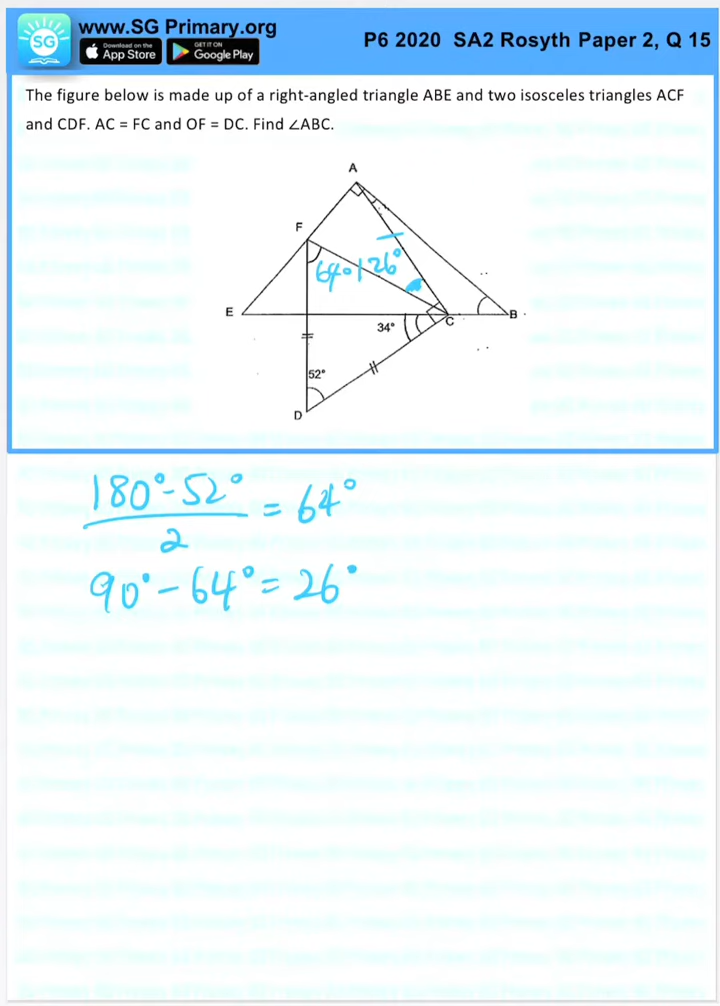 www.SG Primary.org
SG
Download on the
App Store
GET IT ON
Google Play
P6 2020 SA2 Rosyth Paper 2, Q 15
The figure below is made up of a right-angled triangle ABE and two isosceles triangles ACF
and CDF. AC = FC and OF = DC. Find ∠ABC.
A
F
64° 26°
E
34°
C
B
52°
D
180° - 52°
2
= 64°
90° - 64° = 26°